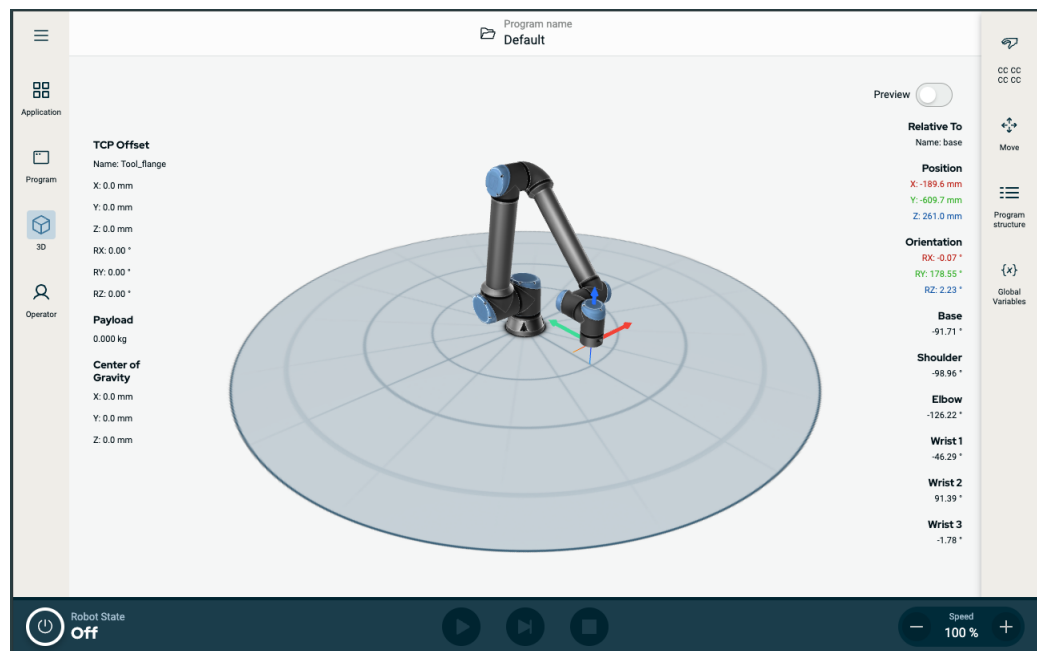 Program name
Default
Application
Program
3D
Operator
TCP Offset
Name: Tool_flange
X: 0.0 mm
Y: 0.0 mm
Z: 0.0 mm
RX: 0.00 °
RY: 0.00 °
RZ: 0.00 °
Payload
0.000 kg
Center of
Gravity
X: 0.0 mm
Y: 0.0 mm
Z: 0.0 mm
Preview
Relative To
Name: base
Position
X: -189.6 mm
Y: -609.7 mm
Z: 261.0 mm
Orientation
RX: -0.07 °
RY: 178.55 °
RZ: 2.23 °
Base
-91.71 °
Shoulder
-98.96 °
Elbow
-126.22 °
Wrist 1
-46.29 °
Wrist 2
91.39 °
Wrist 3
-1.78 °
CC CC
CC CC
Move
Program
structure
{x}
Global
Variables
Robot State
Off
Speed
100 %